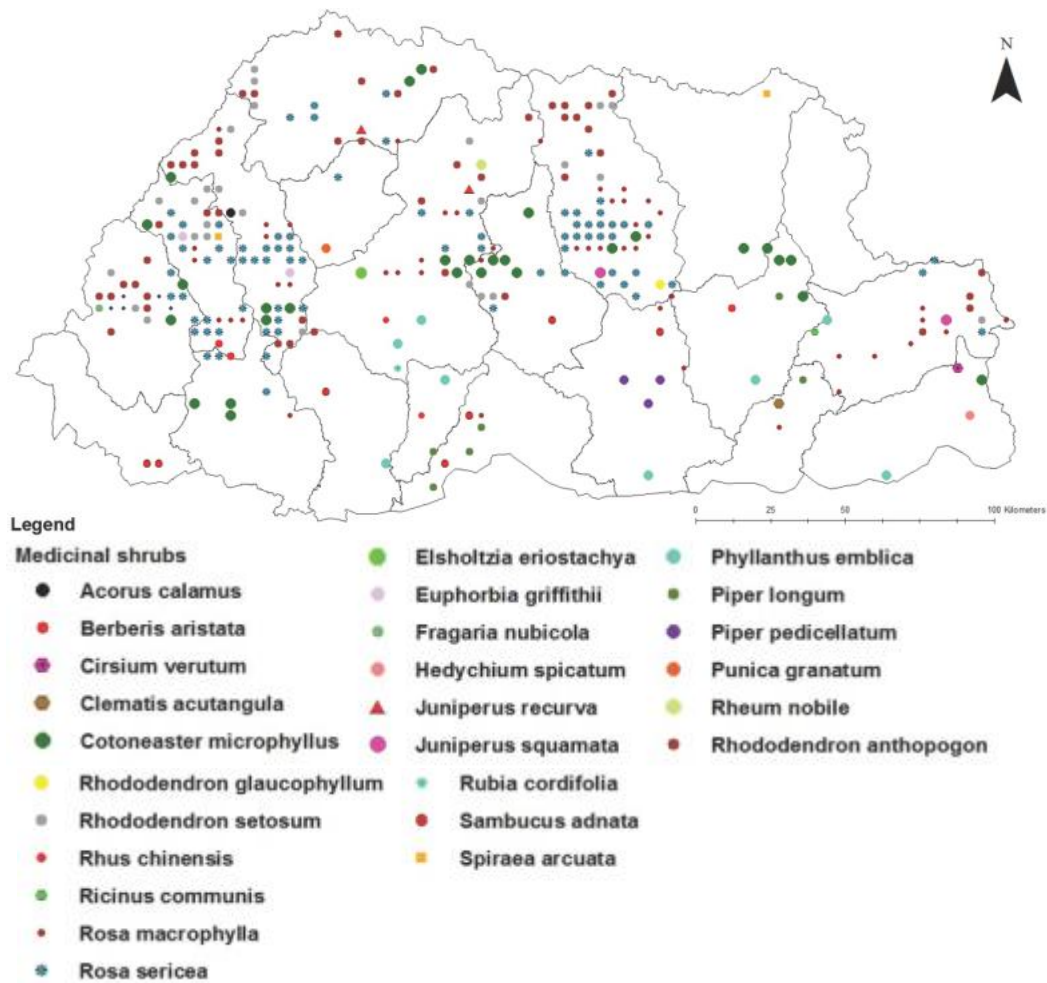 N
0 25 50 100 Kilometers
Legend
Medicinal shrubs
Acorus calamus
Berberis aristata
Cirsium verutum
Clematis acutangula
Cotoneaster microphyllus
Rhododendron glaucophyllum
Rhododendron setosum
Rhus chinensis
Ricinus communis
Rosa macrophylla
Rosa sericea
Elsholtzia eriostachya
Euphorbia griffithii
Fragaria nubicola
Hedychium spicatum
Juniperus recurva
Juniperus squamata
Rubia cordifolia
Sambucus adnata
Spiraea arcuata
Phyllanthus emblica
Piper longum
Piper pedicellatum
Punica granatum
Rheum nobile
Rhododendron anthopogon